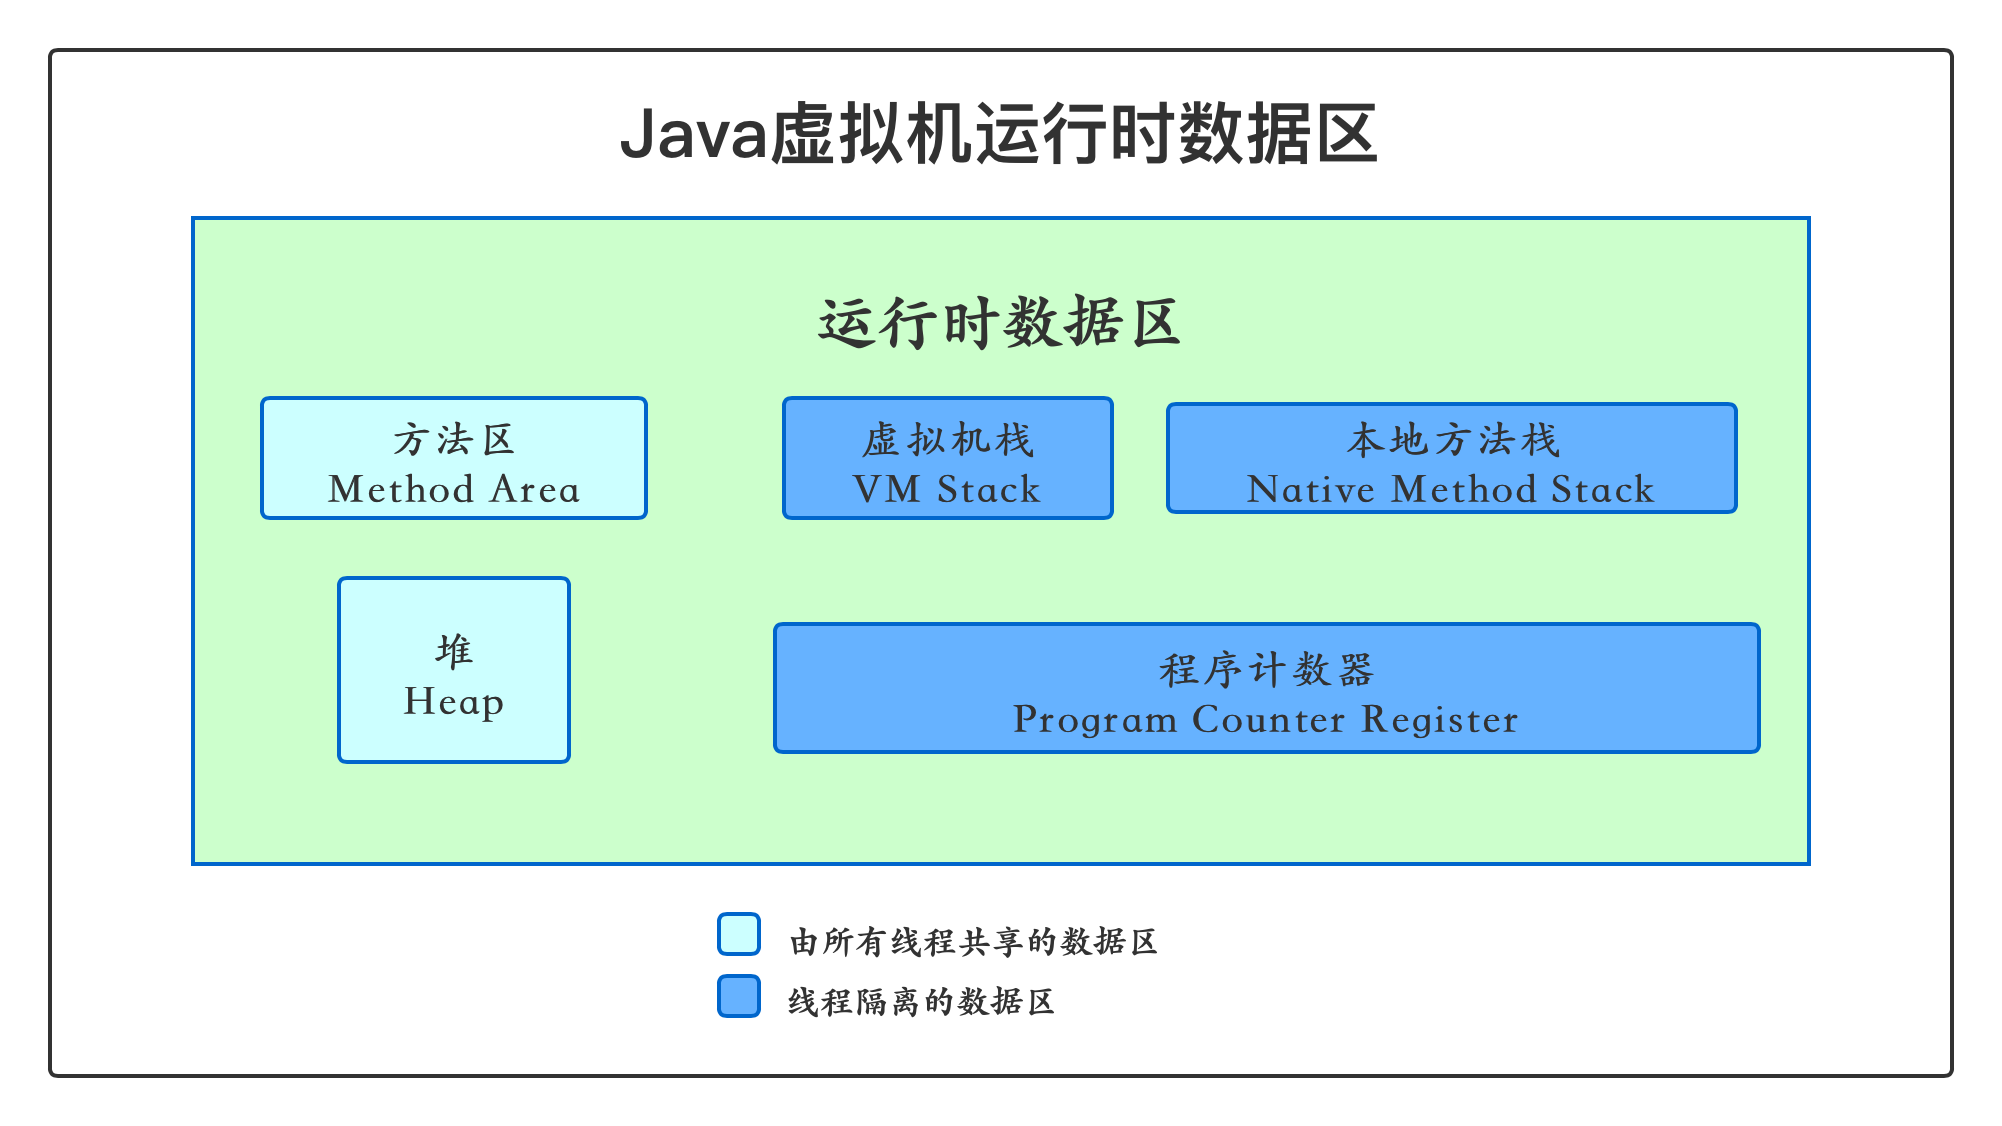 Java虚拟机运行时数据区
运行时数据区
方法区
Method Area
虚拟机栈
VM Stack
本地方法栈
Native Method Stack
堆
Heap
程序计数器
Program Counter Register
由所有线程共享的数据区
线程隔离的数据区